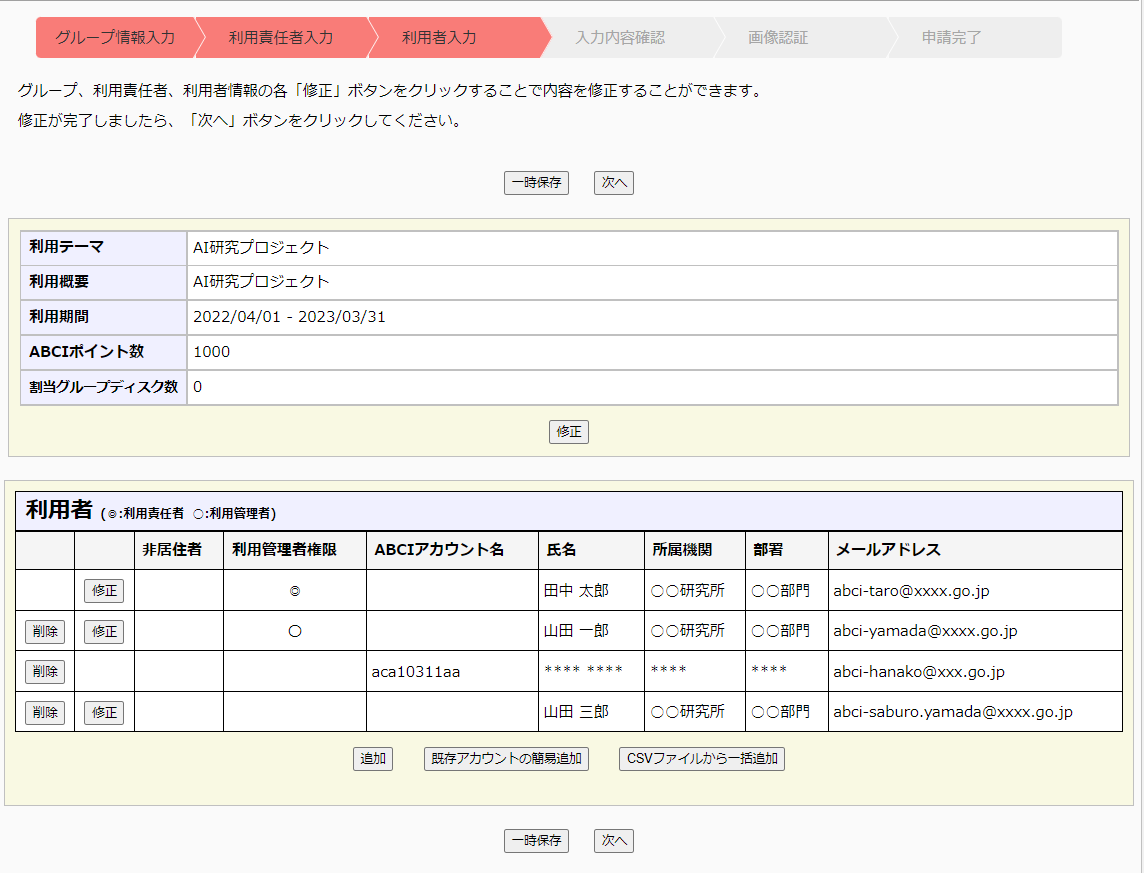 グループ情報入力 利用責任者入力 利用者入力 入力内容確認 画像認証 申請完了
グループ、利用責任者、利用者情報の各「修正」ボタンをクリックすることで内容を修正することができます。
修正が完了しましたら、「次へ」ボタンをクリックしてください。
一時保存 次へ
利用テーマ AI研究プロジェクト
利用概要 AI研究プロジェクト
利用期間 2022/04/01 - 2023/03/31
ABCIポイント数 1000
割当グループディスク数 0
修正
利用者 (◎:利用責任者 ○:利用管理者)
非居住者 利用管理者権限 ABCIアカウント名 氏名 所属機関 部署 メールアドレス
修正 ◎ 田中 太郎 〇〇研究所 〇〇部門 abci-taro@xxxx.go.jp
削除 修正 ○ 山田 一郎 〇〇研究所 〇〇部門 abci-yamada@xxxx.go.jp
削除 aca10311aa **** **** **** **** abci-hanako@xxx.go.jp
削除 修正 山田 三郎 〇〇研究所 〇〇部門 abci-saburo.yamada@xxxx.go.jp
追加 既存アカウントの簡易追加 CSVファイルから一括追加
一時保存 次へ